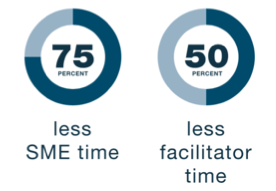 75
PERCENT
less
SME time
50
PERCENT
less
facilitator
time